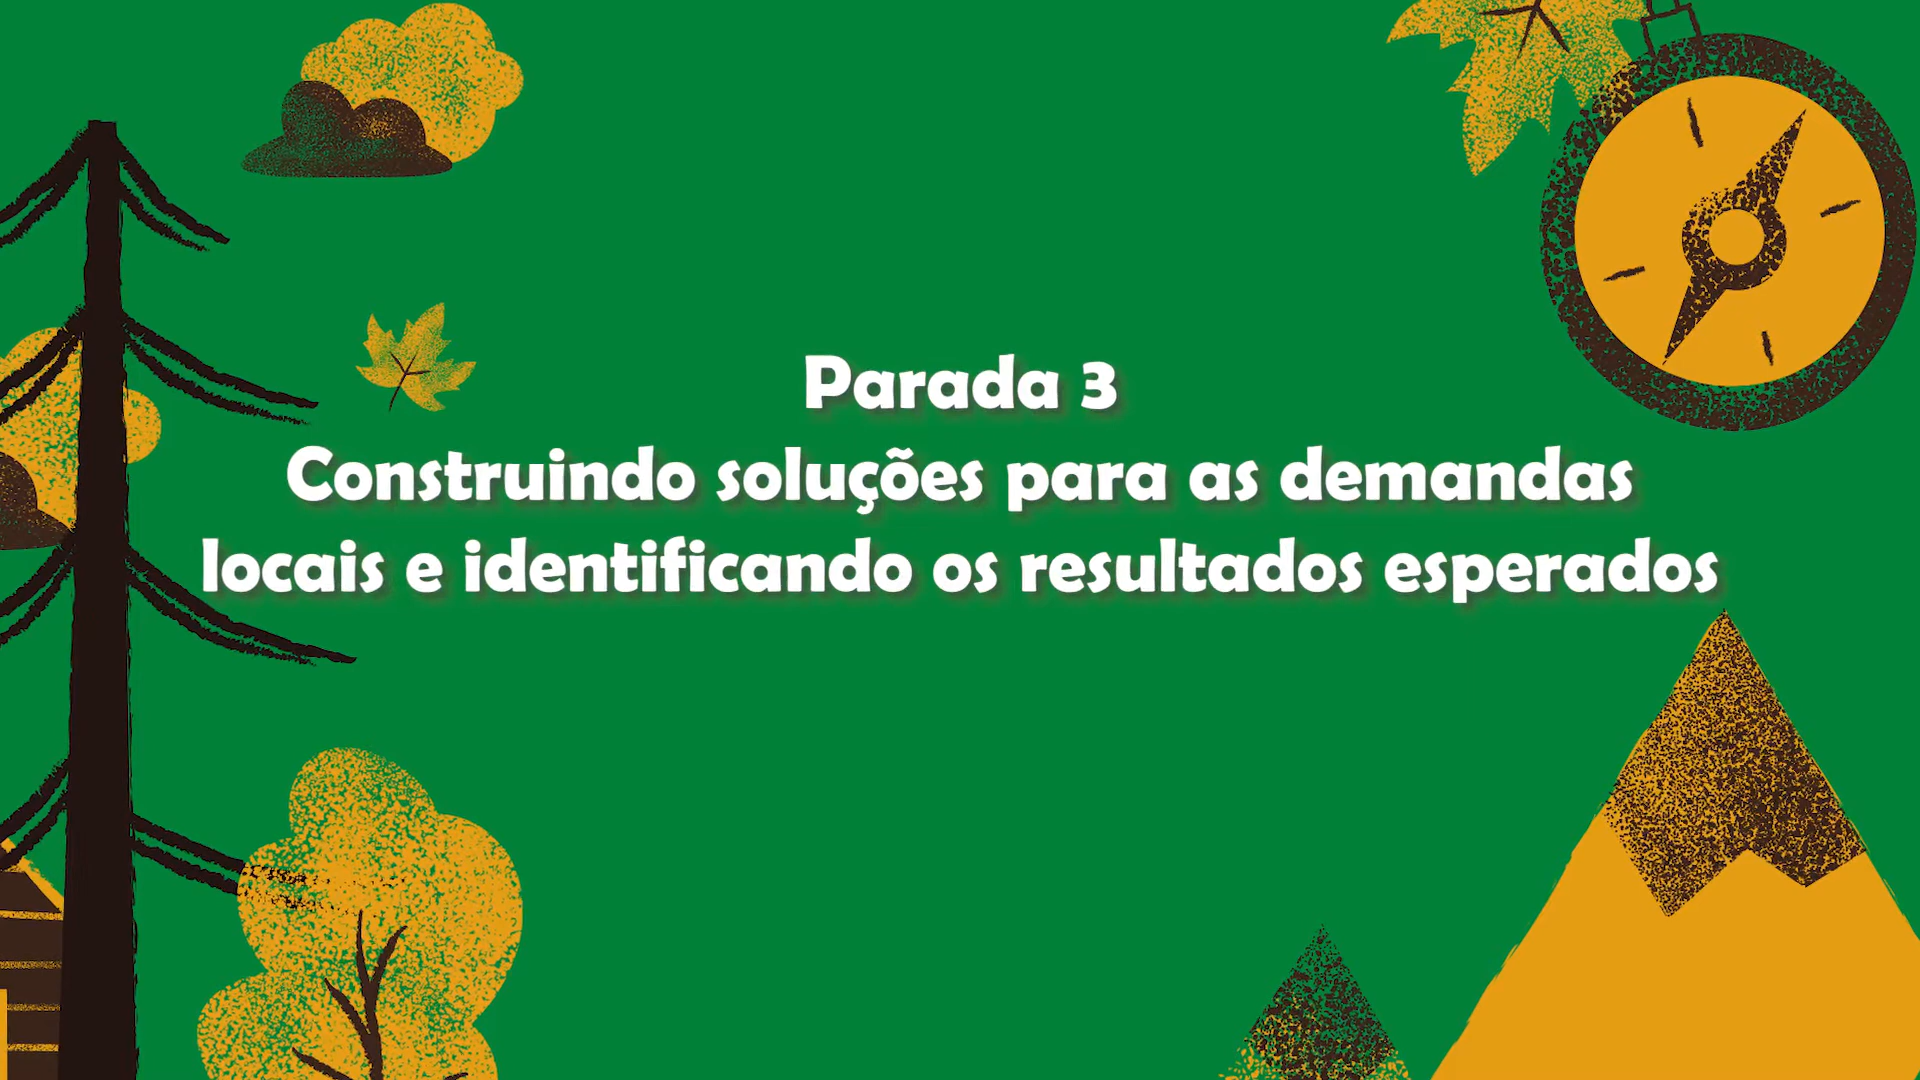 Parada 3
Construindo soluções para as demandas
locais e identificando os resultados esperados